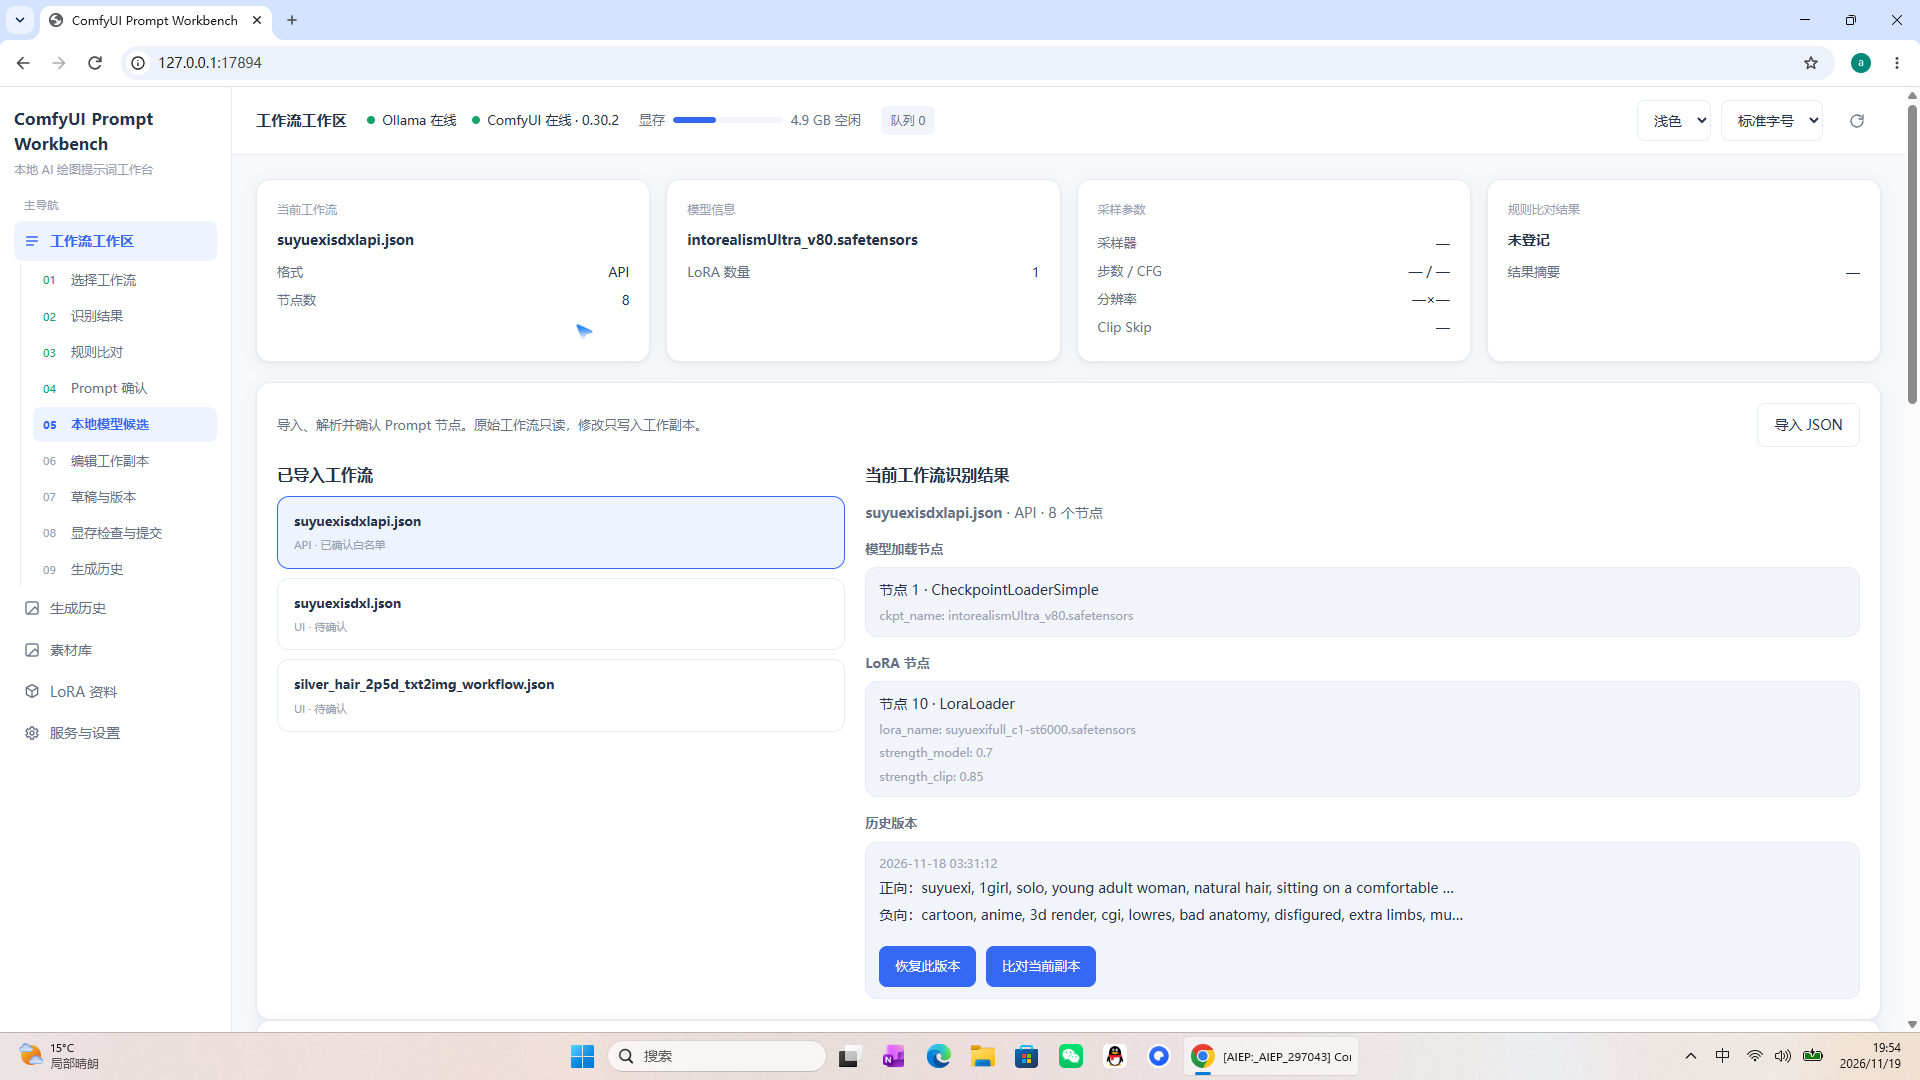 ComfyUI Prompt Workbench
127.0.0.1:17894
a
ComfyUI Prompt
Workbench
本地 AI 绘图提示词工作台
主导航
工作流工作区
01 选择工作流
02 识别结果
03 规则比对
04 Prompt 确认
05 本地模型候选
06 编辑工作副本
07 草稿与版本
08 显存检查与提交
09 生成历史
生成历史
素材库
LoRA 资料
服务与设置
工作流工作区 Ollama 在线 ComfyUI 在线 · 0.30.2 显存 4.9 GB 空闲 队列 0 浅色 标准字号
当前工作流
suyuexisdxlapi.json
格式 API
节点数 8
模型信息
intorealismUltra_v80.safetensors
LoRA 数量 1
采样参数
采样器 —
步数 / CFG — / —
分辨率 —×—
Clip Skip —
规则比对结果
未登记
结果摘要 —
导入、解析并确认 Prompt 节点。原始工作流只读，修改只写入工作副本。
导入 JSON
已导入工作流
suyuexisdxlapi.json
API · 已确认白名单
suyuexisdxl.json
UI · 待确认
silver_hair_2p5d_txt2img_workflow.json
UI · 待确认
当前工作流识别结果
suyuexisdxlapi.json · API · 8 个节点
模型加载节点
节点 1 · CheckpointLoaderSimple
ckpt_name: intorealismUltra_v80.safetensors
LoRA 节点
节点 10 · LoraLoader
lora_name: suyuexifull_c1-st6000.safetensors
strength_model: 0.7
strength_clip: 0.85
历史版本
2026-11-18 03:31:12
正向：suyuexi, 1girl, solo, young adult woman, natural hair, sitting on a comfortable ...
负向：cartoon, anime, 3d render, cgi, lowres, bad anatomy, disfigured, extra limbs, mu...
恢复此版本 比对当前副本
15°C
局部晴朗
搜索
[AIEP:_AIEP_297043] Co
中
19:54
2026/11/19